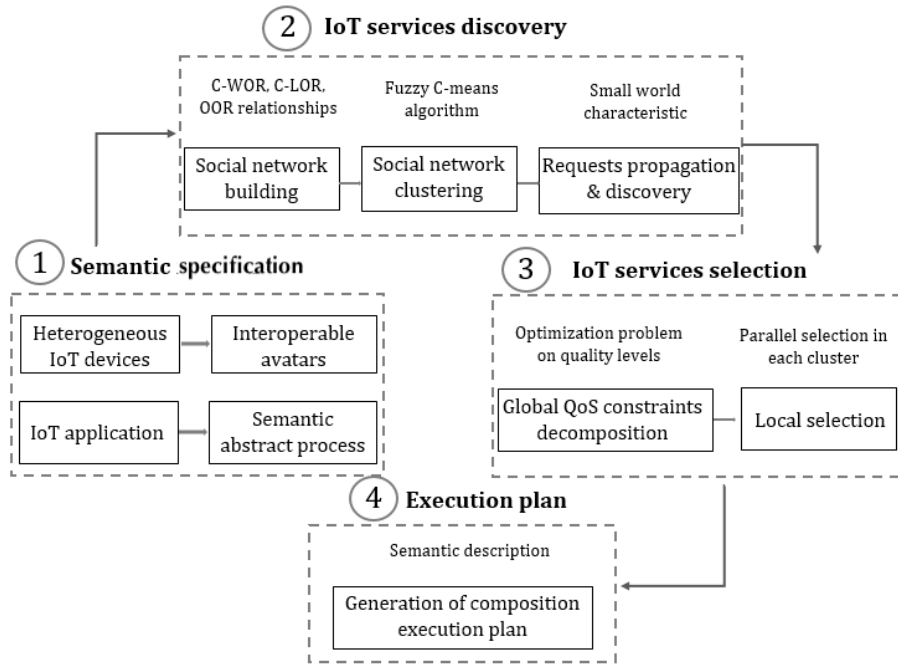 2 IoT services discovery
C-WOR, C-LOR,
OOR relationships
Fuzzy C-means
algorithm
Small world
characteristic
Social network
building
Social network
clustering
Requests propagation
& discovery
1 Semantic specification
Heterogeneous
IoT devices
Interoperable
avatars
IoT application
Semantic
abstract process
3 IoT services selection
Optimization problem
on quality levels
Parallel selection in
each cluster
Global QoS constraints
decomposition
Local selection
4 Execution plan
Semantic description
Generation of composition
execution plan